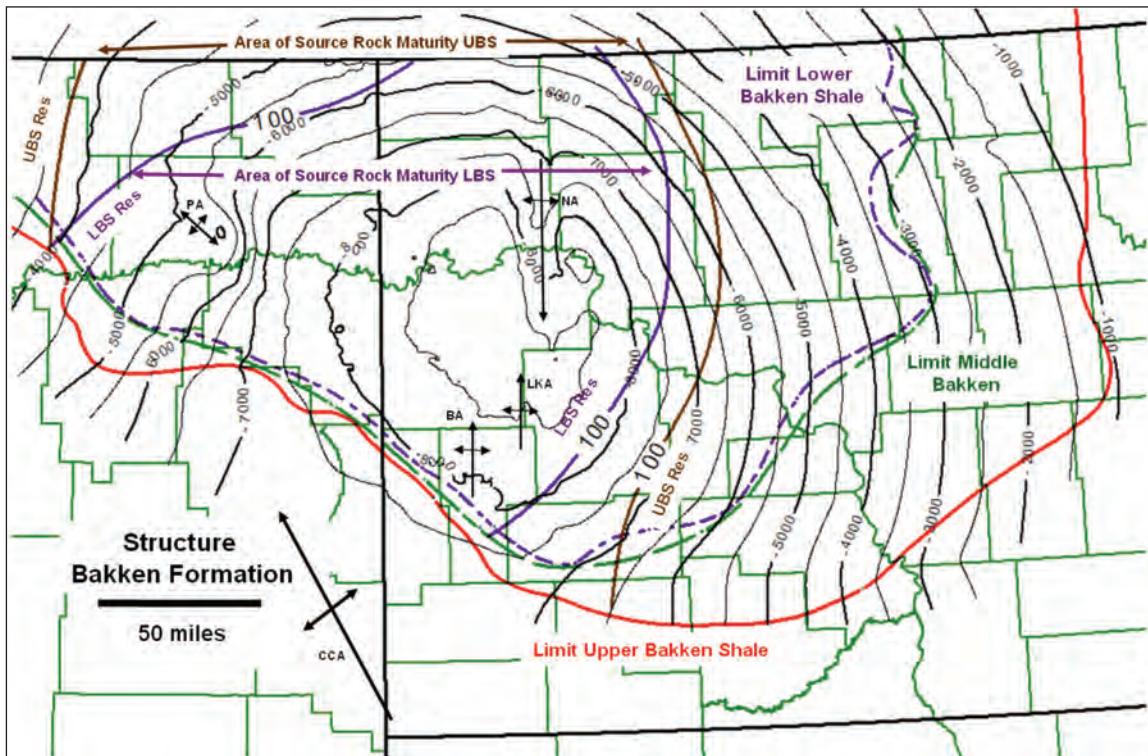 Area of Source Rock Maturity UBS
-5000
-6000
100
-5000
-6000
7000
Limit Lower
Bakken Shale
-1000
-2000
-3000
-4000
-5000
-6000
UBS Res
LBS Res
Area of Source Rock Maturity LBS
PA
NA
-8000
-8000
-4000
-5000
6000
-7000
-1000
Limit Middle
Bakken
LKA
BA
LBS Res
100
-8000
-8000
100
7000
UBS Res
-5000
-4000
-3000
-2000
Structure
Bakken Formation
50 miles
CCA
Limit Upper Bakken Shale